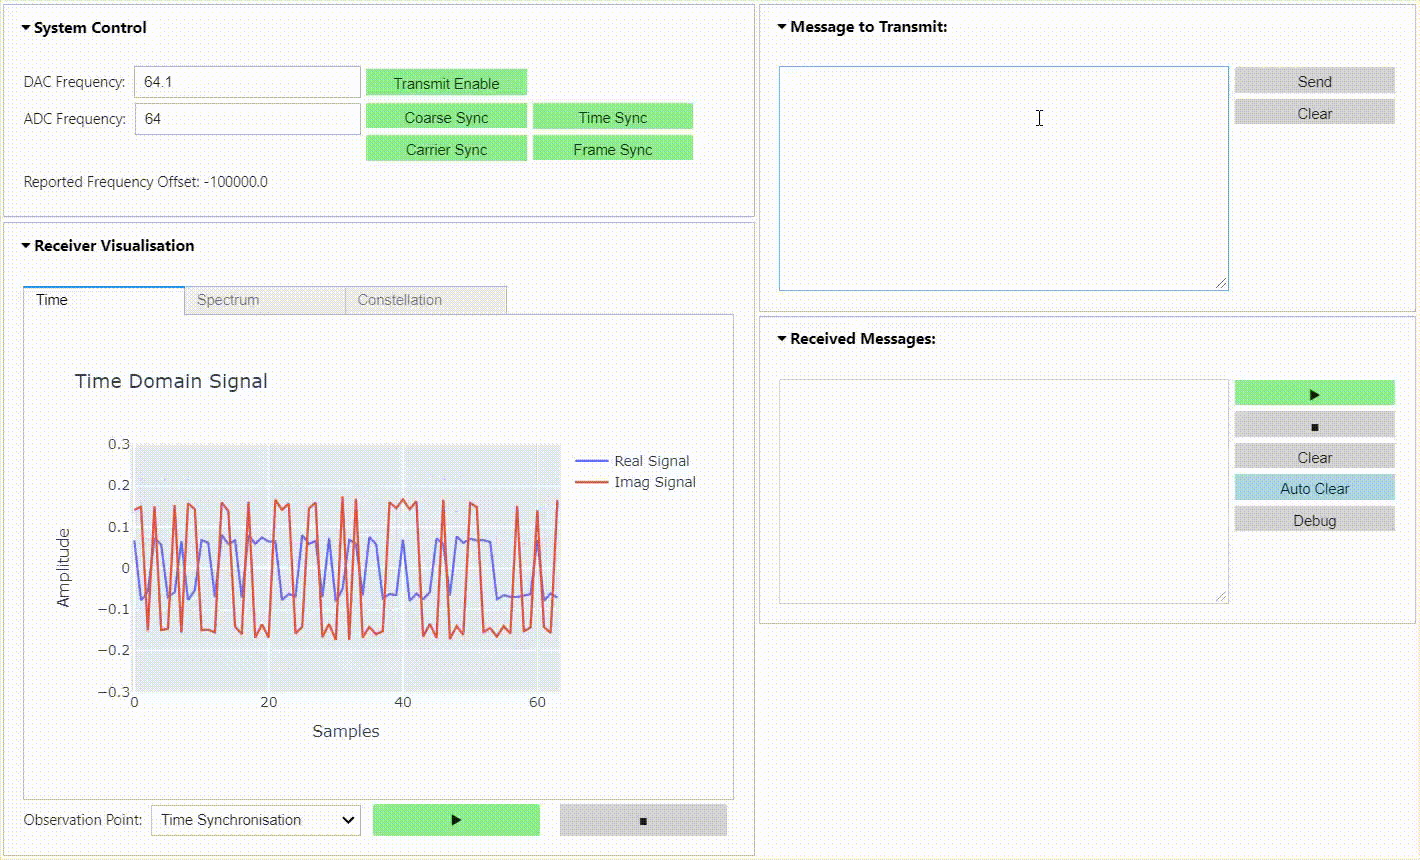 System Control
DAC Frequency: 64.1 Transmit Enable
ADC Frequency: 64 Coarse Sync Time Sync
Carrier Sync Frame Sync
Reported Frequency Offset: -100000.0
Receiver Visualisation
Time Spectrum Constellation
Time Domain Signal
0.3
0.2
0.1
0
−0.1
−0.2
−0.3
Amplitude
0 20 40 60
Samples
Real Signal
Imag Signal
Observation Point: Time Synchronisation
Message to Transmit:
Send
Clear
Received Messages:
Clear
Auto Clear
Debug